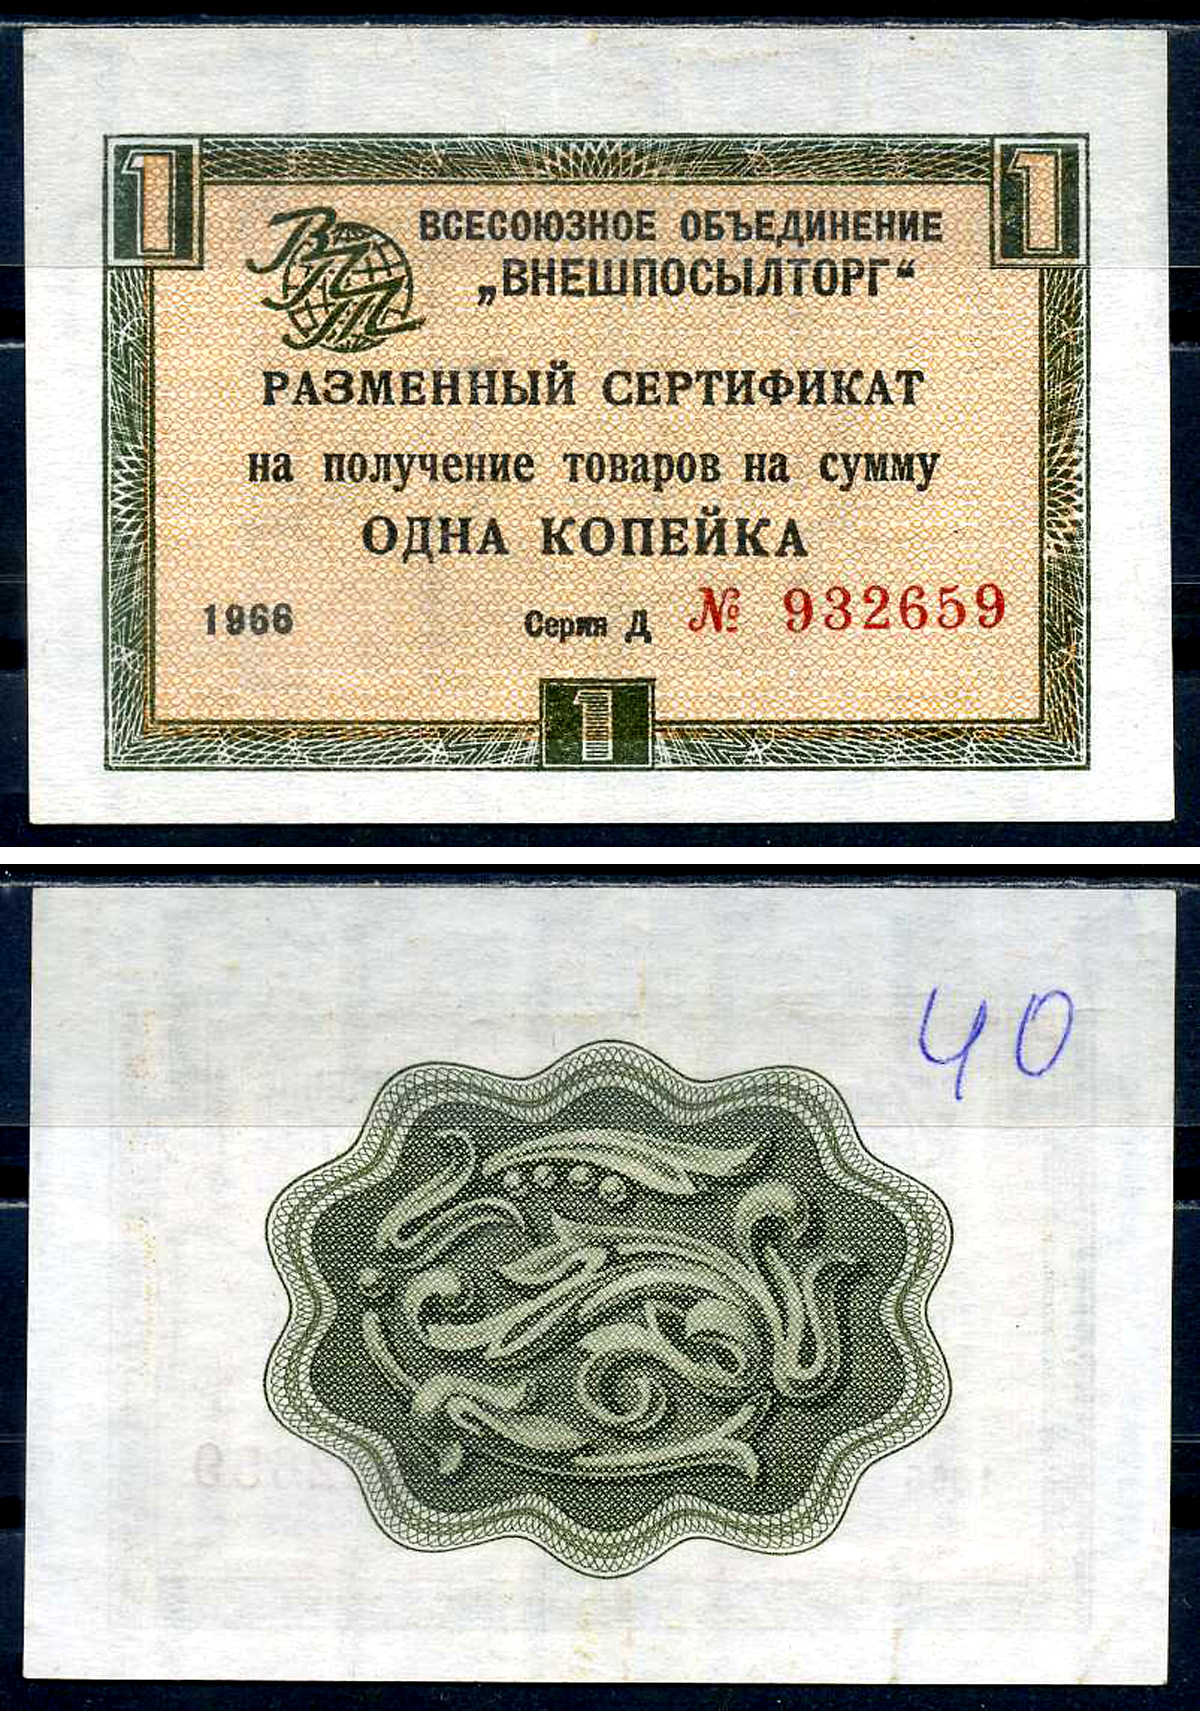 1 1
ВПТ
ВСЕСОЮЗНОЕ ОБЪЕДИНЕНИЕ
„ВНЕШПОСЫЛТОРГ“
РАЗМЕННЫЙ СЕРТИФИКАТ
на получение товаров на сумму
ОДНА КОПЕЙКА
1966 Серия Д № 932659
1
40